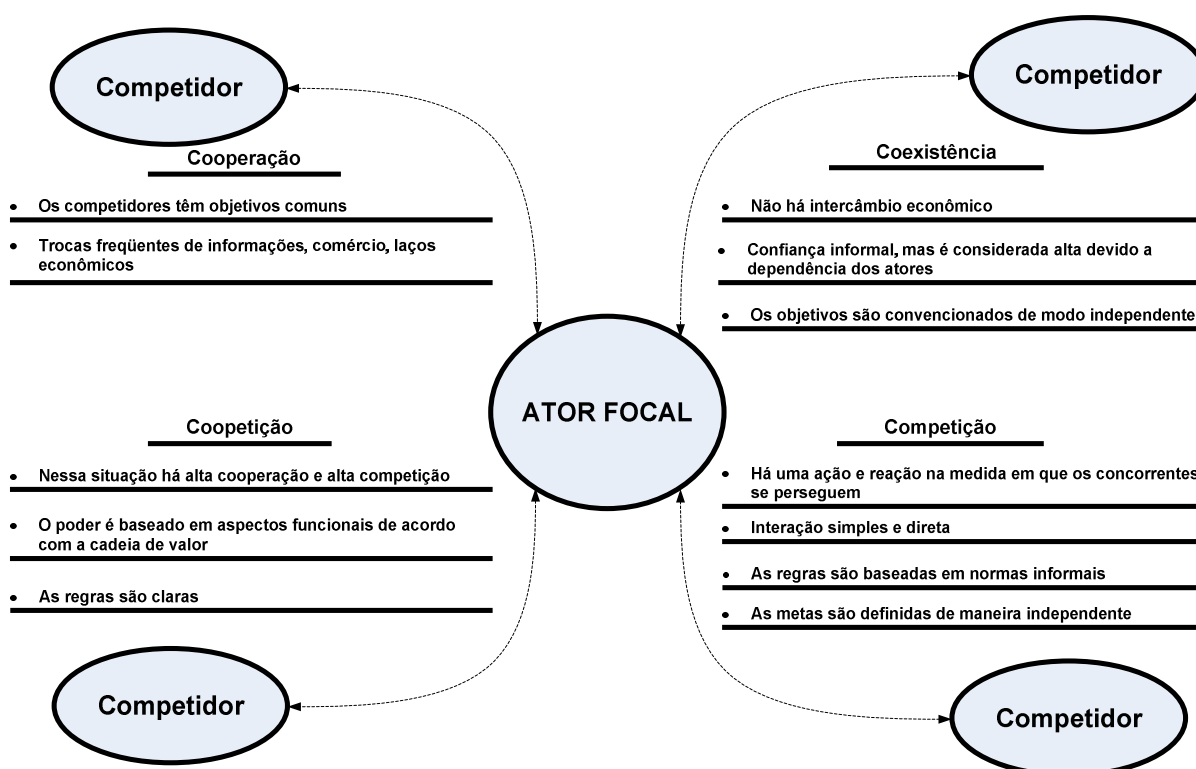 Competidor
Cooperação
• Os competidores têm objetivos comuns
• Trocas freqüentes de informações, comércio, laços
econômicos
Competidor
Coexistência
• Não há intercâmbio econômico
• Confiança informal, mas é considerada alta devido a
dependência dos atores
• Os objetivos são convencionados de modo independente
ATOR FOCAL
Coopetição
• Nessa situação há alta cooperação e alta competição
• O poder é baseado em aspectos funcionais de acordo
com a cadeia de valor
• As regras são claras
Competidor
Competição
• Há uma ação e reação na medida em que os concorrentes
se perseguem
• Interação simples e direta
• As regras são baseadas em normas informais
• As metas são definidas de maneira independente
Competidor